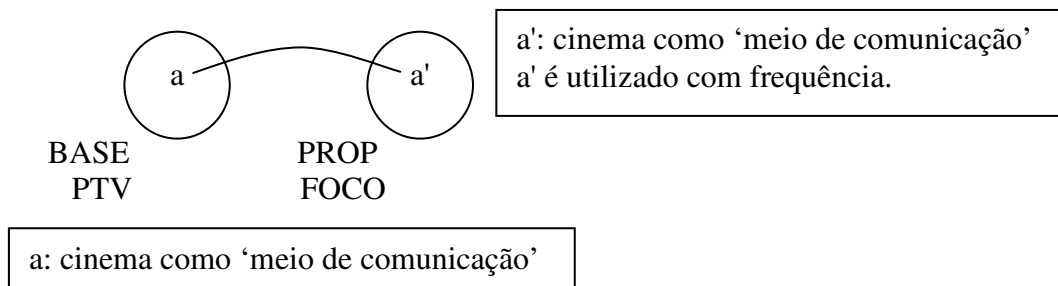 a': cinema como ‘meio de comunicação’
a' é utilizado com frequência.
a a'
BASE PROP
PTV FOCO
a: cinema como ‘meio de comunicação’